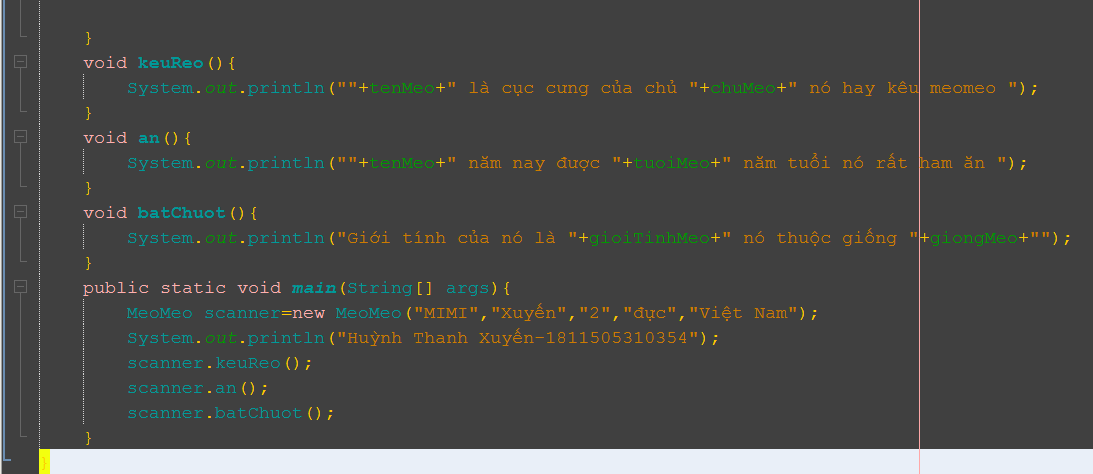 }
void keuReo(){
System.out.println(""+tenMeo+" là cục cưng của chủ "+chuMeo+" nó hay kêu meomeo ");
}
void an(){
System.out.println(""+tenMeo+" năm nay được "+tuoiMeo+" năm tuổi nó rất ham ăn ");
}
void batChuot(){
System.out.println("Giới tính của nó là "+gioiTinhMeo+" nó thuộc giống "+giongMeo+"");
}
public static void main(String[] args){
MeoMeo scanner=new MeoMeo("MIMI","Xuyến","2","đực","Việt Nam");
System.out.println("Huỳnh Thanh Xuyến-1811505310354");
scanner.keuReo();
scanner.an();
scanner.batChuot();
}